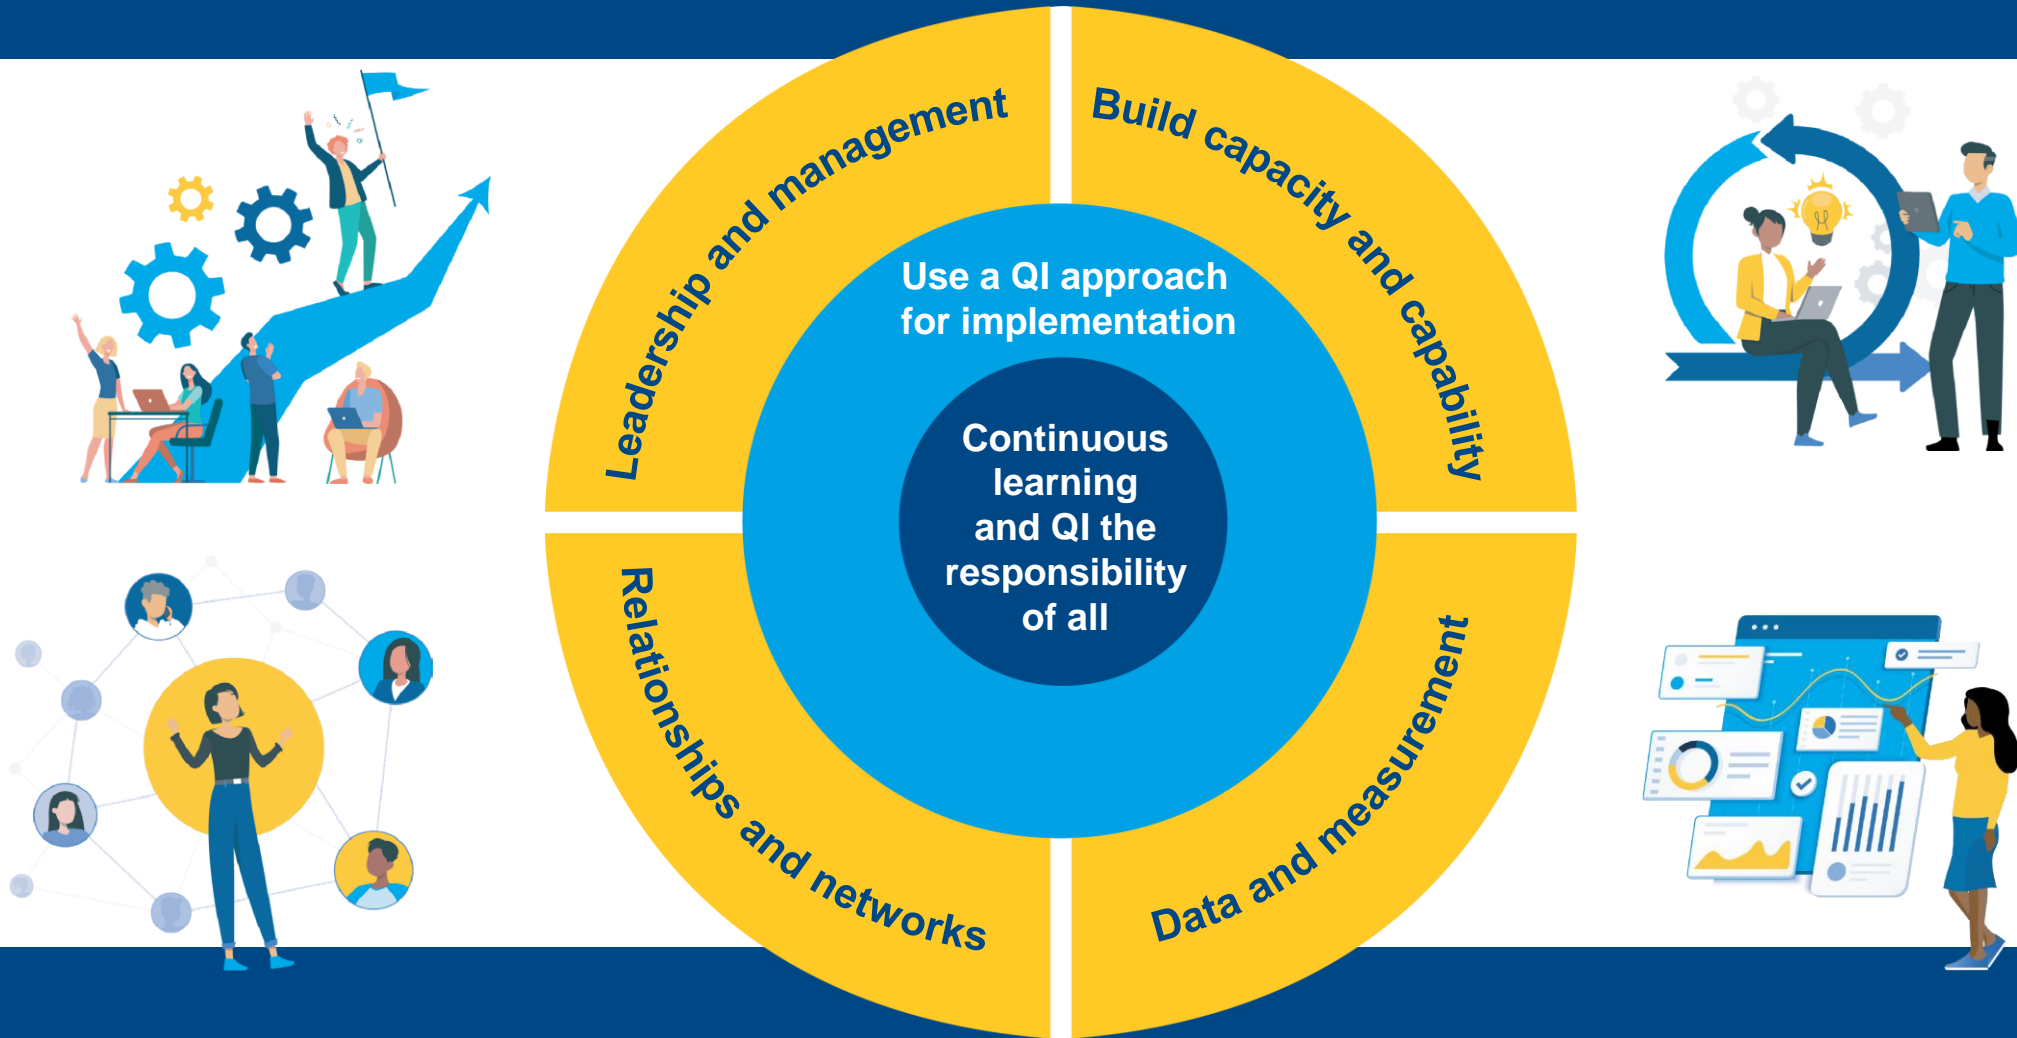 Leadership and management
Build capacity and capability
Use a QI approach
for implementation
Continuous
learning
and QI the
responsibility
of all
Relationships and networks
Data and measurement